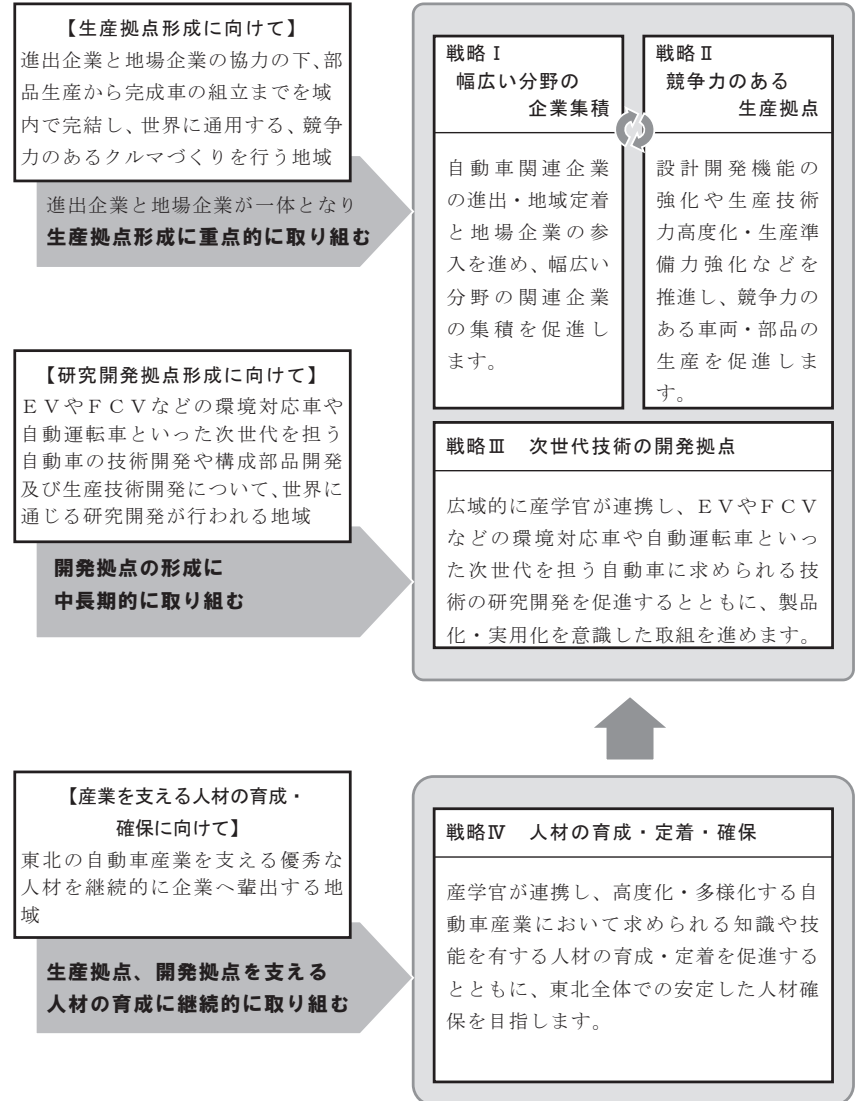 【生産拠点形成に向けて】
進出企業と地場企業の協力の下、部
品生産から完成車の組立までを域
内で完結し、世界に通用する、競争
力のあるクルマづくりを行う地域
進出企業と地場企業が一体となり
生産拠点形成に重点的に取り組む
戦略Ⅰ
幅広い分野の
企業集積
自動車関連企業
の進出・地域定着
と地場企業の参
入を進め、幅広い
分野の関連企業
の集積を促進し
ます。
戦略Ⅱ
競争力のある
生産拠点
設計開発機能の
強化や生産技術
力高度化・生産準
備力強化などを
推進し、競争力の
ある車両・部品の
生産を促進しま
す。
【研究開発拠点形成に向けて】
ＥＶやＦＣＶなどの環境対応車や
自動運転車といった次世代を担う
自動車の技術開発や構成部品開発
及び生産技術開発について、世界に
通じる研究開発が行われる地域
開発拠点の形成に
中長期的に取り組む
戦略Ⅲ　次世代技術の開発拠点
広域的に産学官が連携し、ＥＶやＦＣＶ
などの環境対応車や自動運転車といっ
た次世代を担う自動車に求められる技
術の研究開発を促進するとともに、製品
化・実用化を意識した取組を進めます。
【産業を支える人材の育成・
確保に向けて】
東北の自動車産業を支える優秀な
人材を継続的に企業へ輩出する地
域
生産拠点、開発拠点を支える
人材の育成に継続的に取り組む
戦略Ⅳ　人材の育成・定着・確保
産学官が連携し、高度化・多様化する自
動車産業において求められる知識や技
能を有する人材の育成・定着を促進する
とともに、東北全体での安定した人材確
保を目指します。